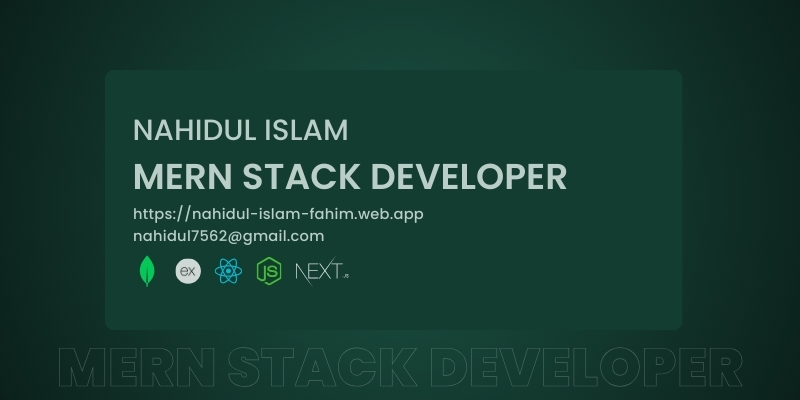 NAHIDUL ISLAM
MERN STACK DEVELOPER
https://nahidul-islam-fahim.web.app
nahidul7562@gmail.com
ex JS NEXT.JS
MERN STACK DEVELOPER